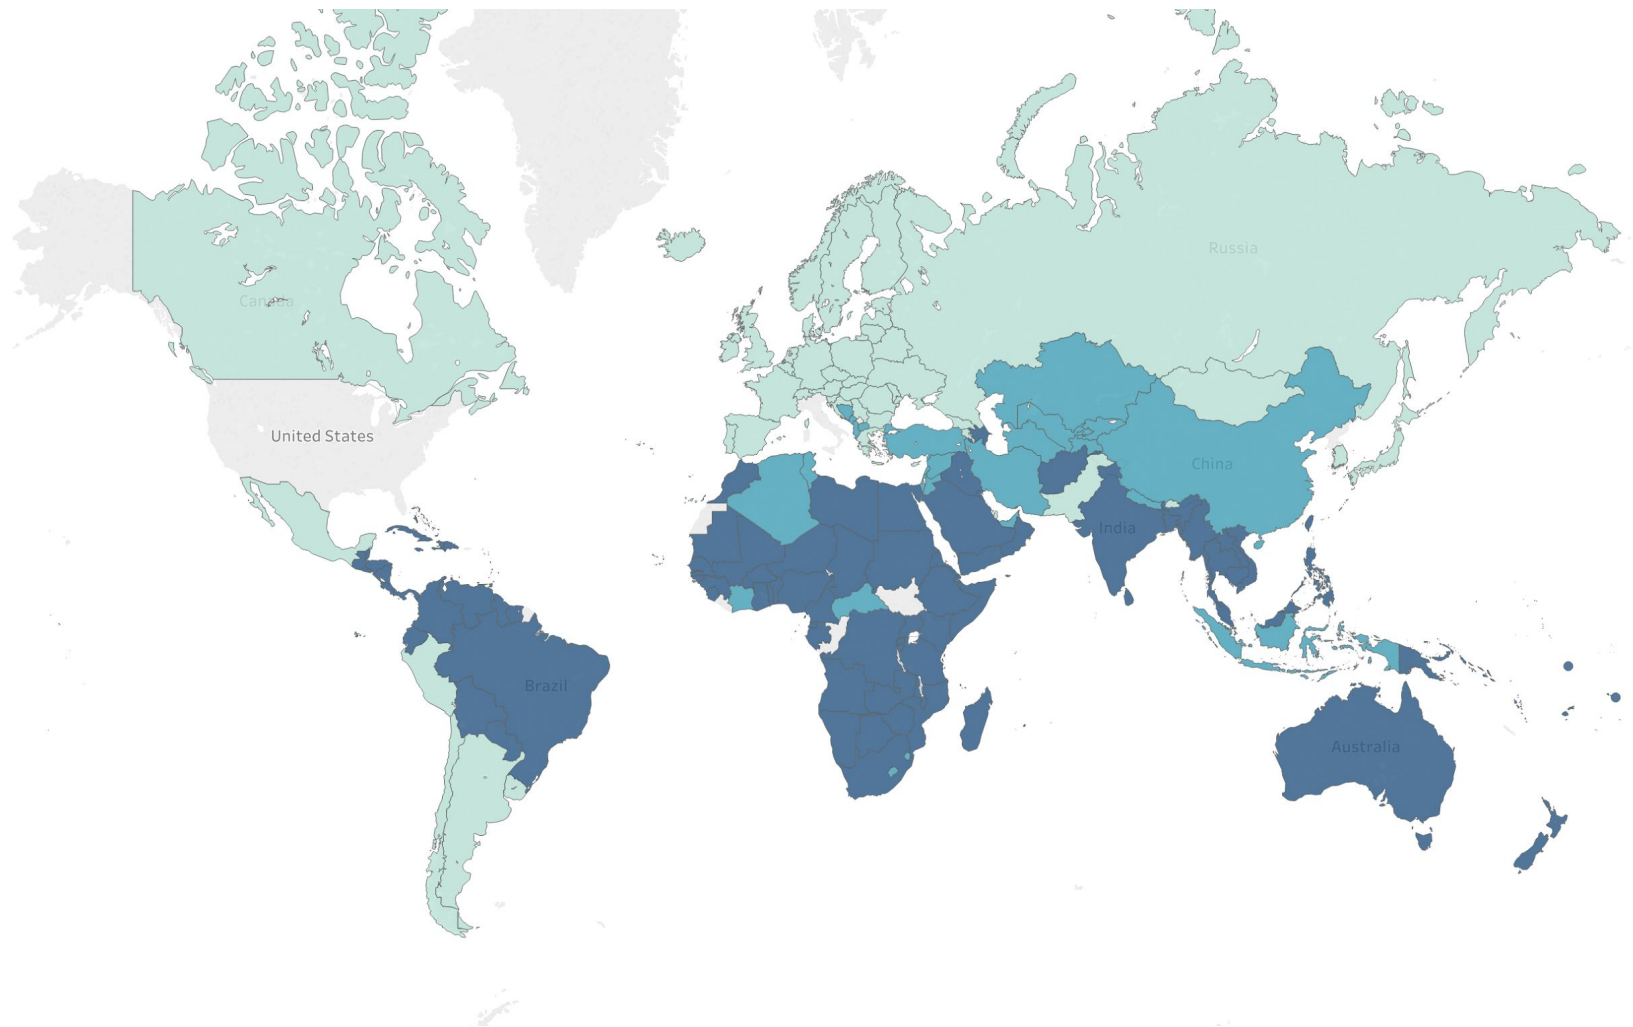 Russia
Canada
United States
China
India
Brazil
Australia